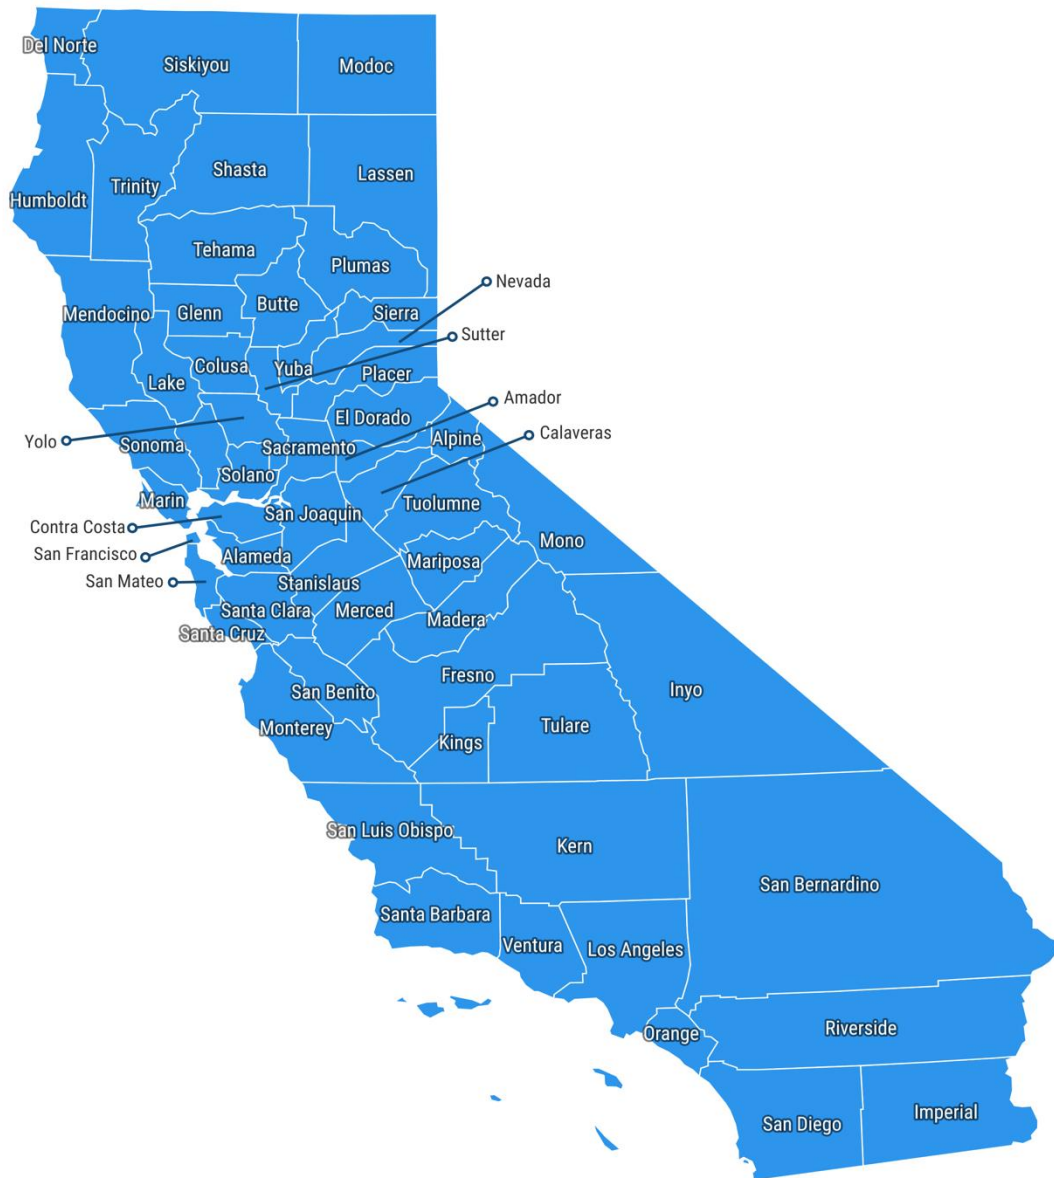 Del Norte
Siskiyou
Modoc
Shasta
Lassen
Trinity
Humboldt
Tehama
Plumas
Nevada
Butte
Glenn
Sierra
Mendocino
Sutter
Colusa
Yuba
Placer
Lake
Amador
El Dorado
Calaveras
Yolo
Sonoma
Sacramento
Alpine
Solano
Marin
Tuolumne
San Joaquin
Contra Costa
Mono
San Francisco
Alameda
Mariposa
San Mateo
Stanislaus
Santa Clara
Merced
Madera
Santa Cruz
Fresno
San Benito
Inyo
Monterey
Tulare
Kings
San Luis Obispo
Kern
San Bernardino
Santa Barbara
Ventura
Los Angeles
Orange
Riverside
San Diego
Imperial